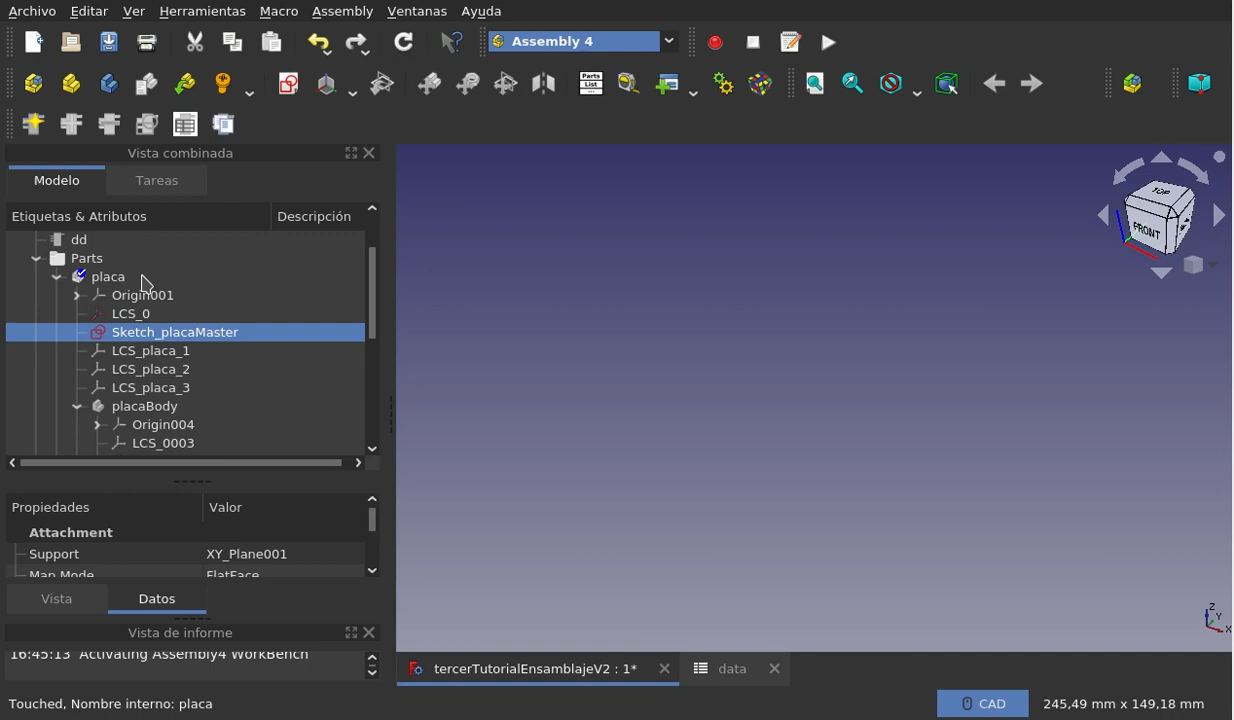 Archivo Editar Ver Herramientas Macro Assembly Ventanas Ayuda
Assembly 4
Parts
List
Vista combinada
Modelo Tareas
Etiquetas & Atributos Descripción
dd
Parts
placa
Origin001
LCS_0
Sketch_placaMaster
LCS_placa_1
LCS_placa_2
LCS_placa_3
placaBody
Origin004
LCS_0003
TOP
FRONT
Propiedades Valor
Attachment
Support XY_Plane001
Map Mode FlatFace
Vista Datos
Vista de informe
16:45:13 Activating Assembly4 WorkBench
Z
Y
X
tercerTutorialEnsamblajeV2 : 1* data
Touched, Nombre interno: placa CAD 245,49 mm x 149,18 mm